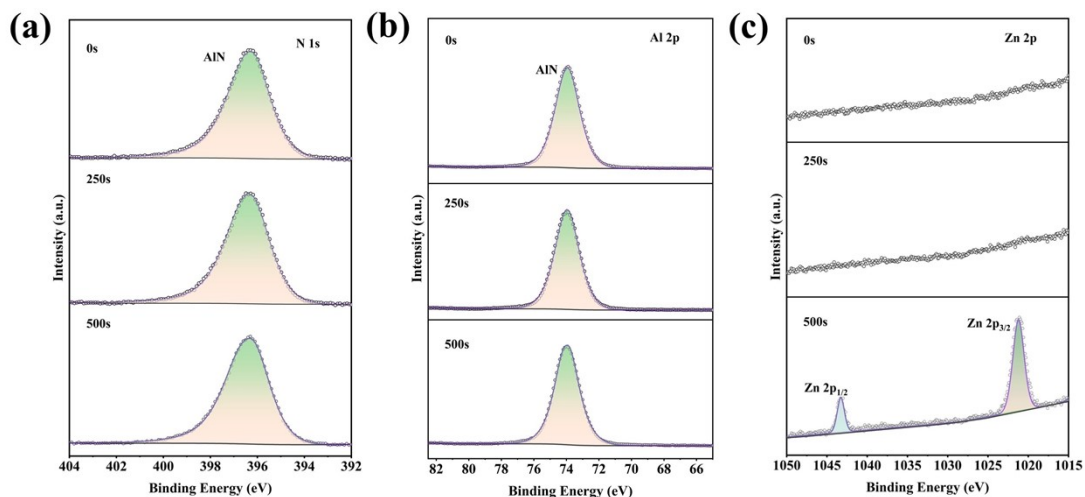 (a)
0s
N 1s
AlN
250s
500s
Intensity (a.u.)
404 402 400 398 396 394 392
Binding Energy (eV)
(b)
0s
Al 2p
AlN
250s
500s
Intensity (a.u.)
82 80 78 76 74 72 70 68 66
Binding Energy (eV)
(c)
0s
Zn 2p
250s
500s
Zn 2p3/2
Zn 2p1/2
Intensity (a.u.)
1050 1045 1040 1035 1030 1025 1020 1015
Binding Energy (eV)